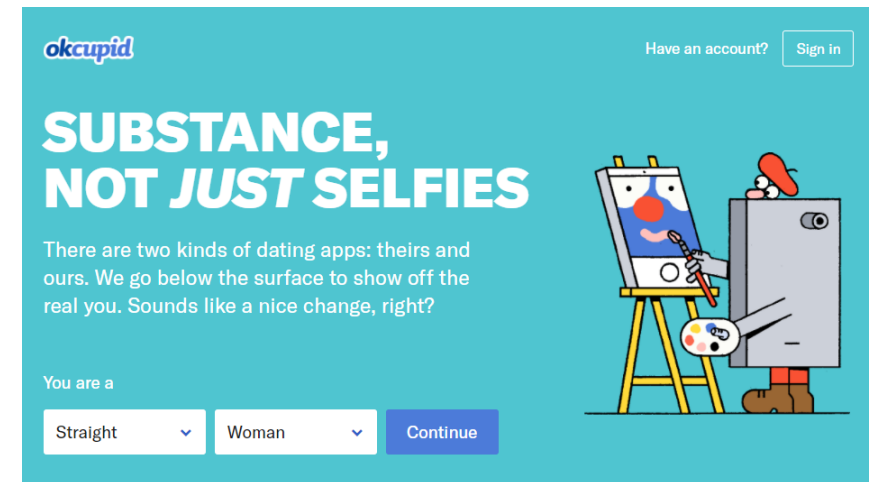 okcupid
Have an account?
Sign in
SUBSTANCE,
NOT JUST SELFIES
There are two kinds of dating apps: theirs and
ours. We go below the surface to show off the
real you. Sounds like a nice change, right?
You are a
Straight
Woman
Continue